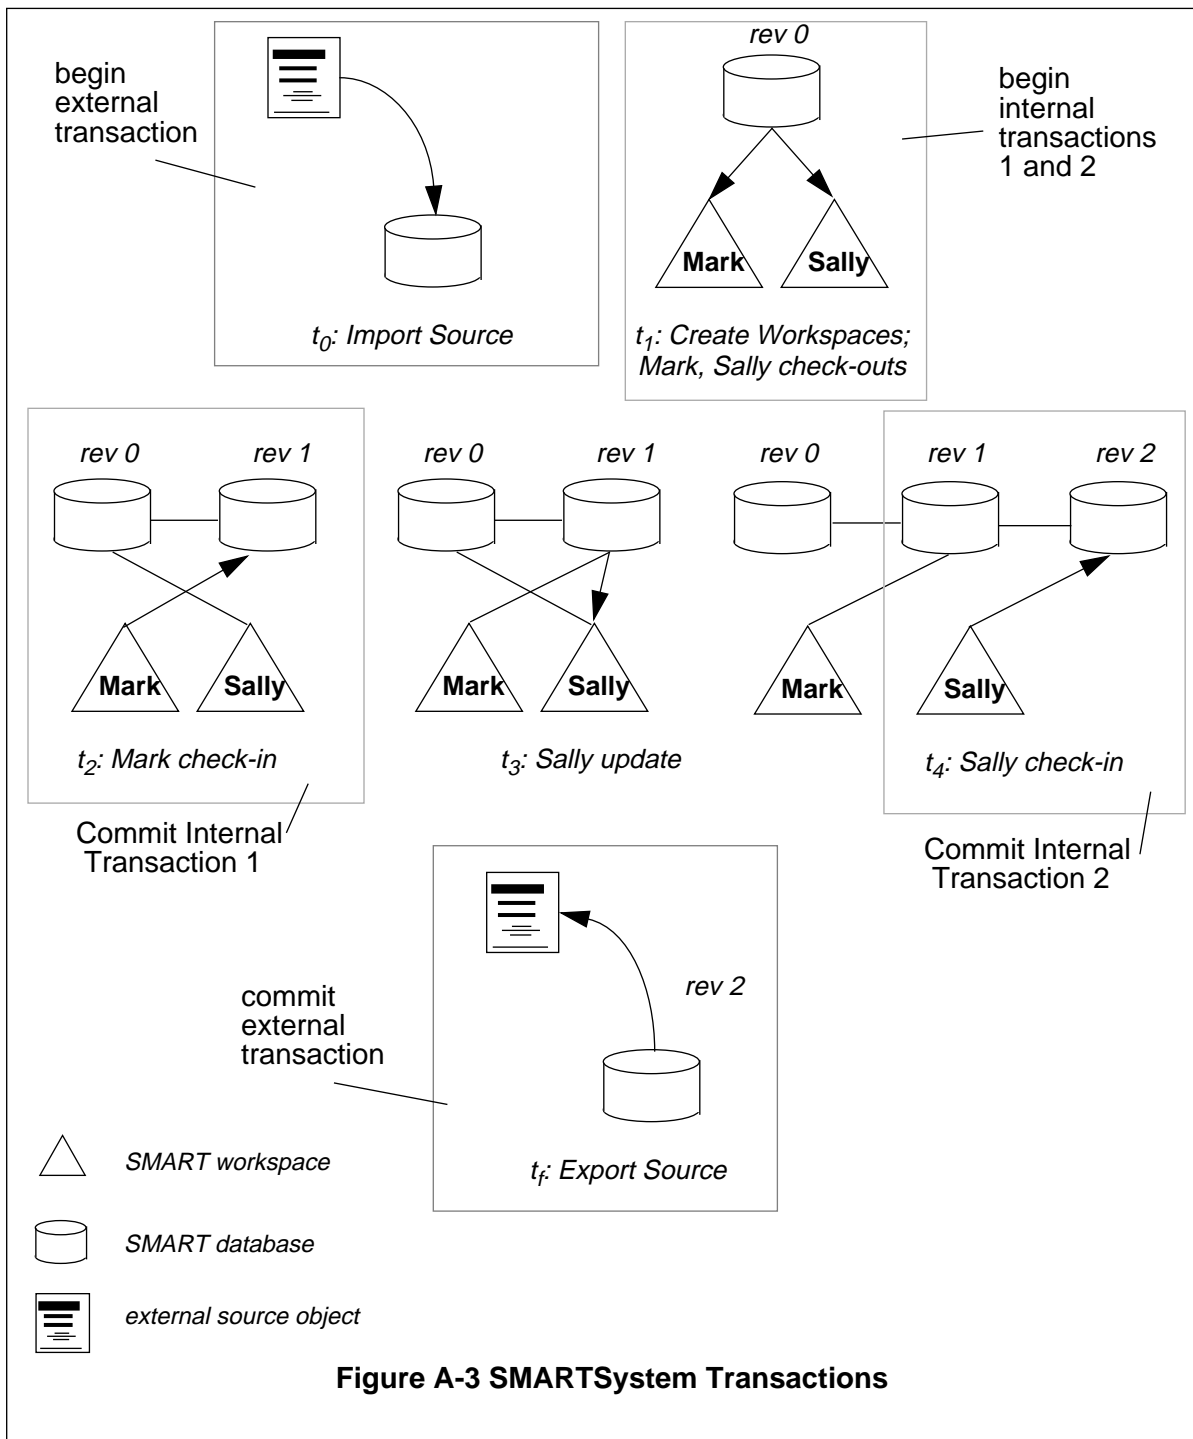 begin
external
transaction
t0: Import Source
rev 0
Mark
Sally
t1: Create Workspaces;
Mark, Sally check-outs
begin
internal
transactions
1 and 2
rev 0
rev 1
Mark
Sally
t2: Mark check-in
Commit Internal
Transaction 1
rev 0
rev 1
Mark
Sally
t3: Sally update
rev 0
rev 1
rev 2
Mark
Sally
t4: Sally check-in
Commit Internal
Transaction 2
commit
external
transaction
rev 2
tf: Export Source
SMART workspace
SMART database
external source object
Figure A-3 SMARTSystem Transactions